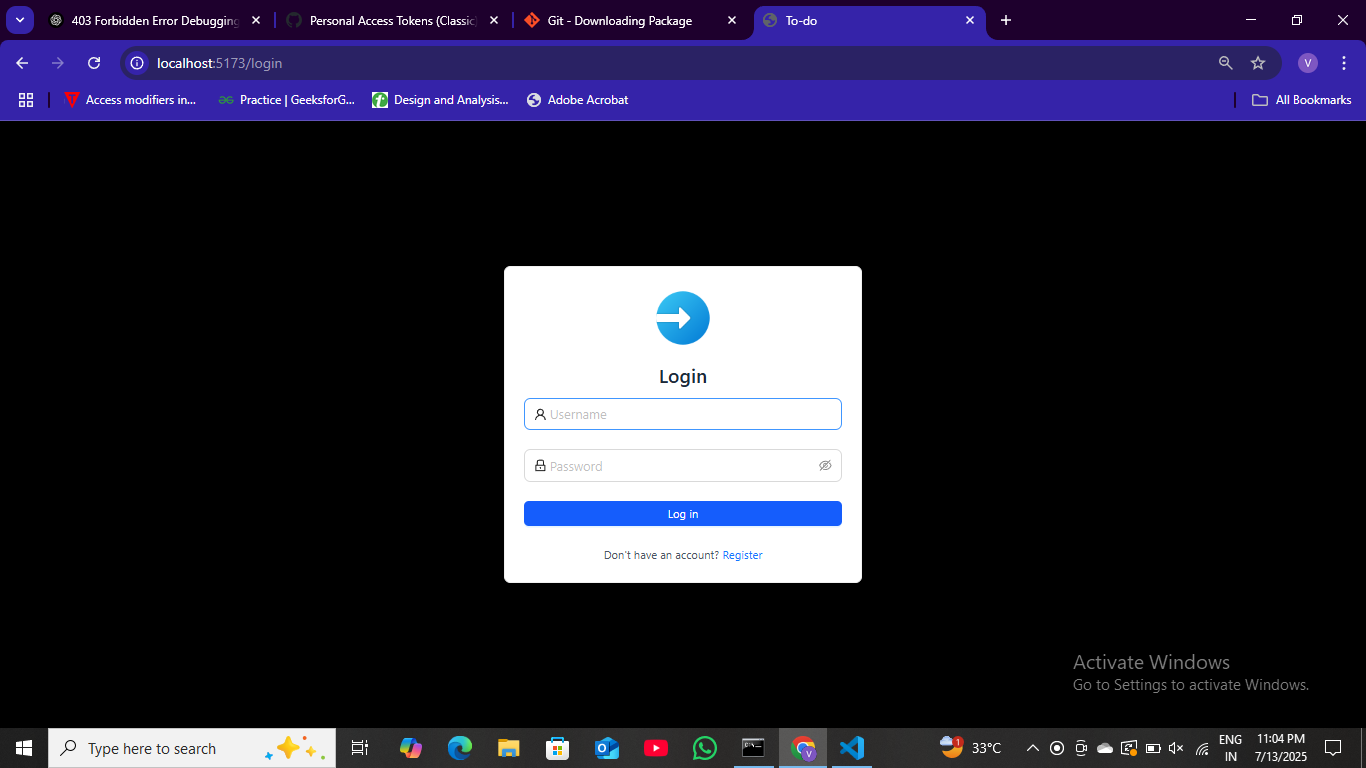 403 Forbidden Error Debugging
Personal Access Tokens (Classic)
Git - Downloading Package
To-do
localhost:5173/login
V
Access modifiers in...
Practice | GeeksforG...
Design and Analysis...
Adobe Acrobat
All Bookmarks
Login
Username
Password
Log in
Don't have an account? Register
Activate Windows
Go to Settings to activate Windows.
Type here to search
V
1
33°C
ENG
IN
11:04 PM
7/13/2025